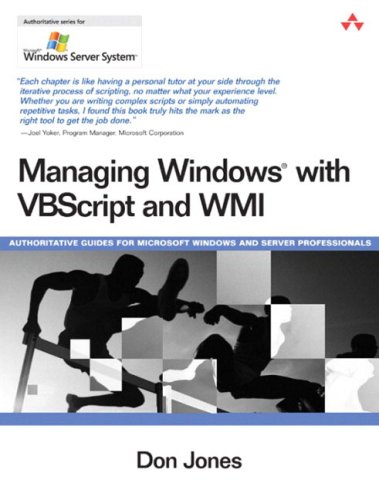 Authoritative series for
Microsoft
Windows Server System™
"Each chapter is like having a personal tutor at your side through the
iterative process of scripting, no matter what your experience level.
Whether you are writing complex scripts or simply automating
repetitive tasks, I found this book truly hits the mark as the
right tool to get the job done."
—Joel Yoker, Program Manager, Microsoft Corporation
Managing Windows® with
VBScript and WMI
AUTHORITATIVE GUIDES FOR MICROSOFT WINDOWS AND SERVER PROFESSIONALS
Don Jones